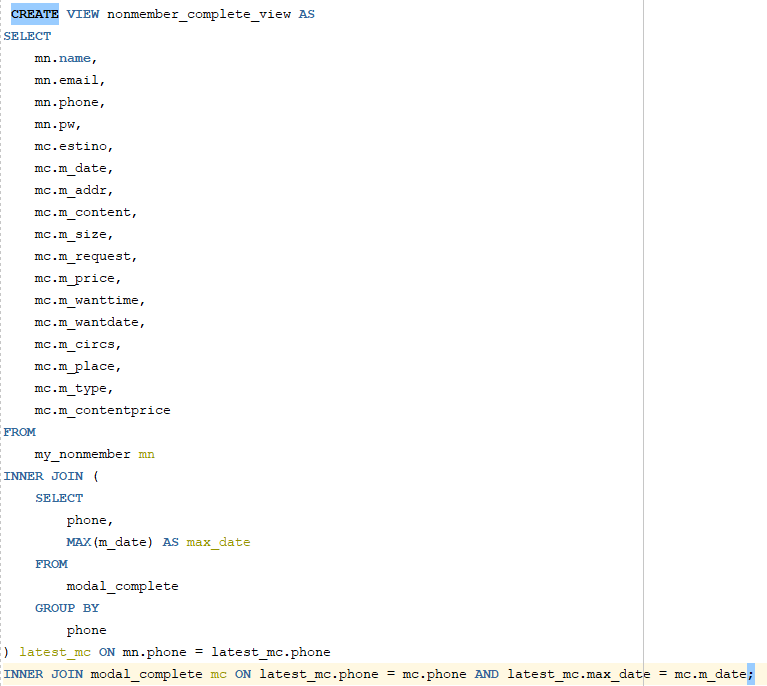 CREATE VIEW nonmember_complete_view AS
SELECT
    mn.name,
    mn.email,
    mn.phone,
    mn.pw,
    mc.estino,
    mc.m_date,
    mc.m_addr,
    mc.m_content,
    mc.m_size,
    mc.m_request,
    mc.m_price,
    mc.m_wanttime,
    mc.m_wantdate,
    mc.m_circs,
    mc.m_place,
    mc.m_type,
    mc.m_contentprice
FROM
    my_nonmember mn
INNER JOIN (
    SELECT
        phone,
        MAX(m_date) AS max_date
    FROM
        modal_complete
    GROUP BY
        phone
) latest_mc ON mn.phone = latest_mc.phone
INNER JOIN modal_complete mc ON latest_mc.phone = mc.phone AND latest_mc.max_date = mc.m_date;